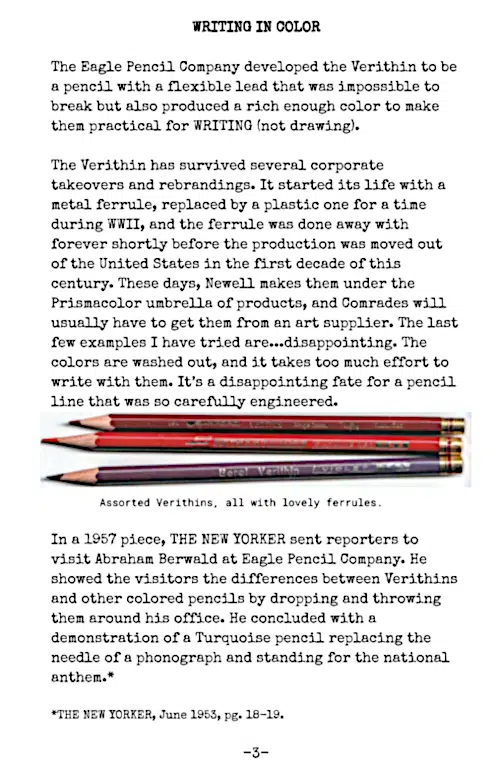 WRITING IN COLOR
The Eagle Pencil Company developed the Verithin to be
a pencil with a flexible lead that was impossible to
break but also produced a rich enough color to make
them practical for WRITING (not drawing).
The Verithin has survived several corporate
takeovers and rebrandings. It started its life with a
metal ferrule, replaced by a plastic one for a time
during WWII, and the ferrule was done away with
forever shortly before the production was moved out
of the United States in the first decade of this
century. These days, Newell makes them under the
Prismacolor umbrella of products, and Comrades will
usually have to get them from an art supplier. The last
few examples I have tried are...disappointing. The
colors are washed out, and it takes too much effort to
write with them. It's a disappointing fate for a pencil
line that was so carefully engineered.
Berol Verithin
Assorted Verithins, all with lovely ferrules.
In a 1957 piece, THE NEW YORKER sent reporters to
visit Abraham Berwald at Eagle Pencil Company. He
showed the visitors the differences between Verithins
and other colored pencils by dropping and throwing
them around his office. He concluded with a
demonstration of a Turquoise pencil replacing the
needle of a phonograph and standing for the national
anthem.*
*THE NEW YORKER, June 1953, pg. 18-19.
-3-